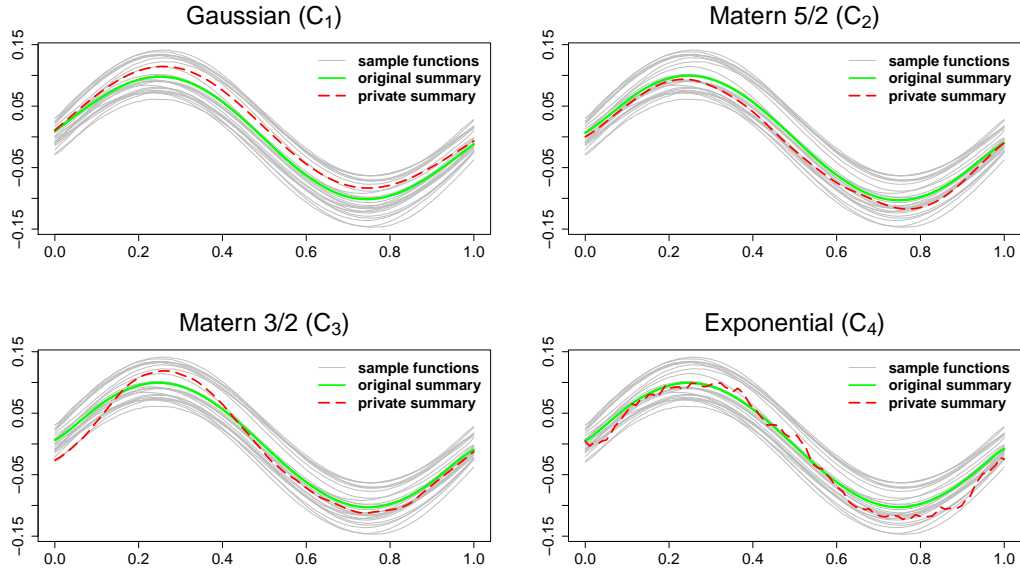 Gaussian (C₁)
0.15
0.05
−0.05
−0.15
sample functions
original summary
private summary
0.0 0.2 0.4 0.6 0.8 1.0
Matern 5/2 (C₂)
0.15
0.05
−0.05
−0.15
sample functions
original summary
private summary
0.0 0.2 0.4 0.6 0.8 1.0
Matern 3/2 (C₃)
0.15
0.05
−0.05
−0.15
sample functions
original summary
private summary
0.0 0.2 0.4 0.6 0.8 1.0
Exponential (C₄)
0.15
0.05
−0.05
−0.15
sample functions
original summary
private summary
0.0 0.2 0.4 0.6 0.8 1.0